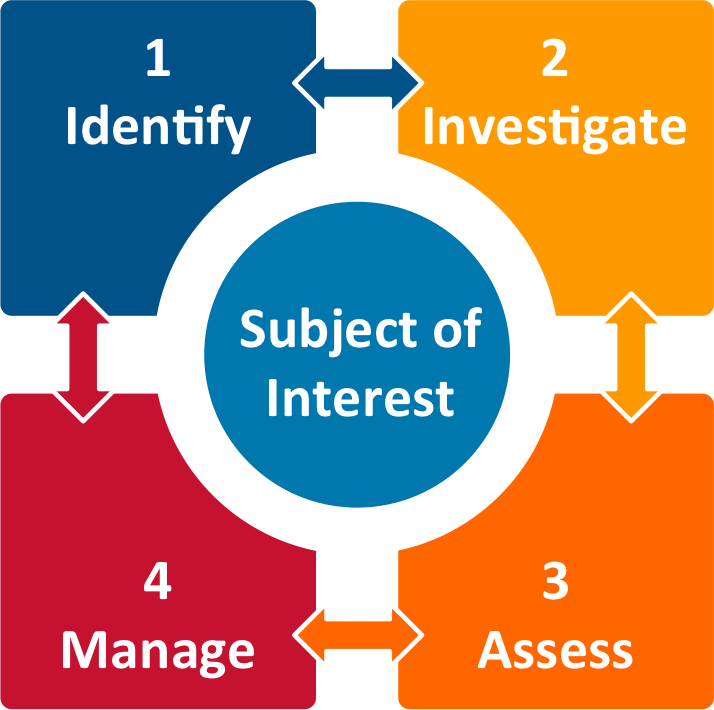 1
Identify
2
Investigate
Subject of
Interest
4
Manage
3
Assess